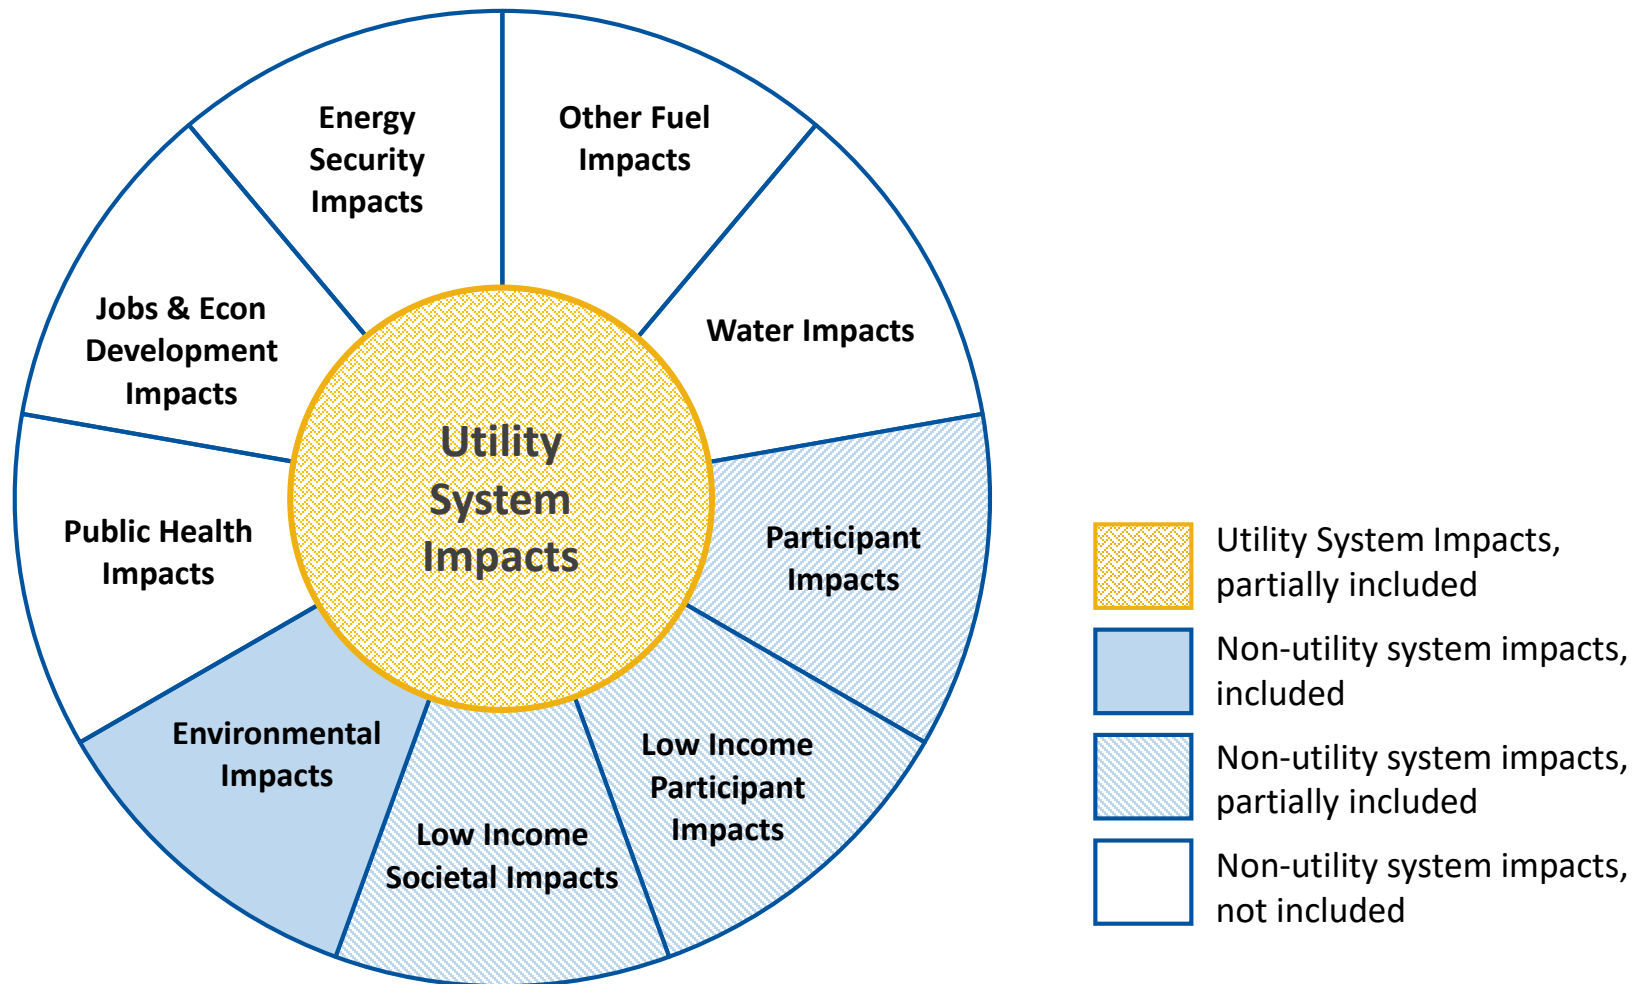 Energy
Security
Impacts
Other Fuel
Impacts
Water Impacts
Jobs & Econ
Development
Impacts
Utility
System
Impacts
Public Health
Impacts
Participant
Impacts
Environmental
Impacts
Low Income
Participant
Impacts
Low Income
Societal Impacts
Utility System Impacts,
partially included
Non-utility system impacts,
included
Non-utility system impacts,
partially included
Non-utility system impacts,
not included